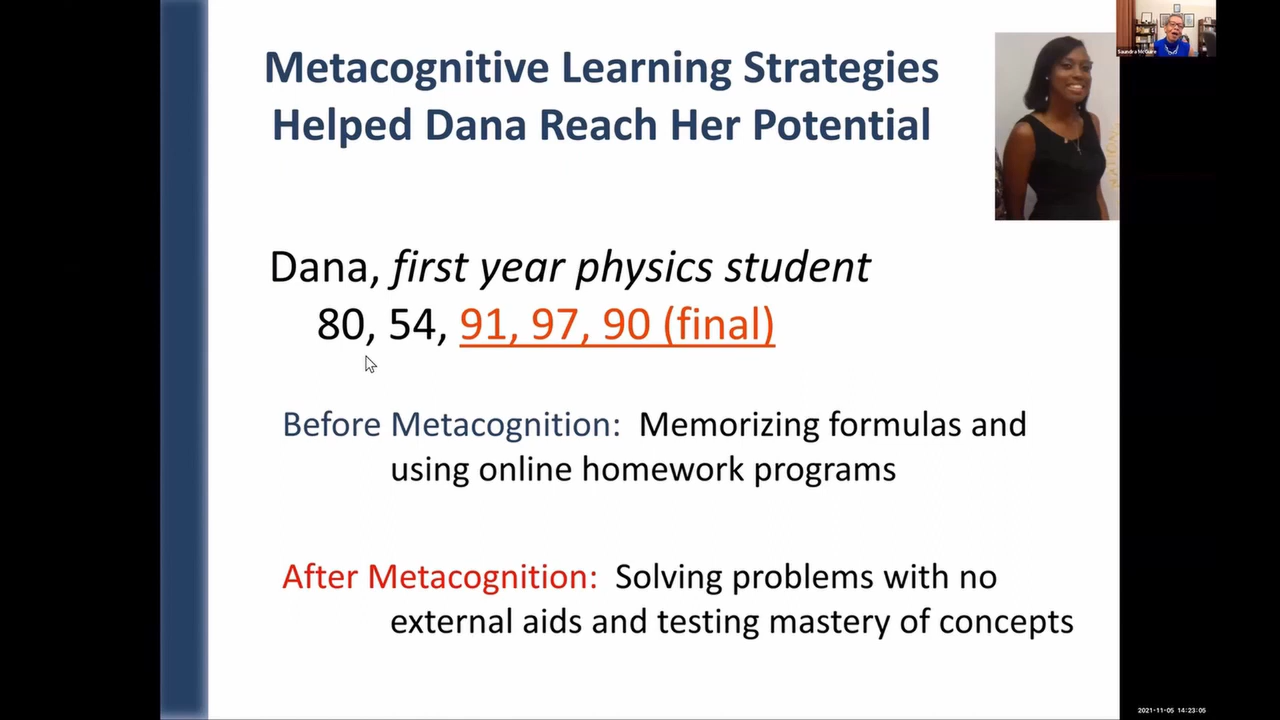 Metacognitive Learning Strategies
Helped Dana Reach Her Potential
Saundra McGuire
Dana, first year physics student
80, 54, 91, 97, 90 (final)
Before Metacognition: Memorizing formulas and
using online homework programs
After Metacognition: Solving problems with no
external aids and testing mastery of concepts
2021-11-05 14:23:05